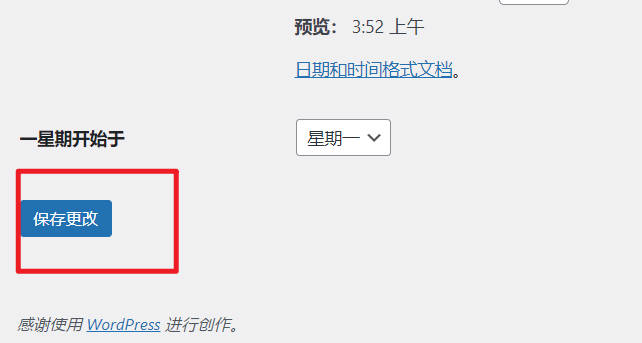 预览： 3:52 上午
日期和时间格式文档。
一星期开始于 星期一
保存更改
感谢使用 WordPress 进行创作。